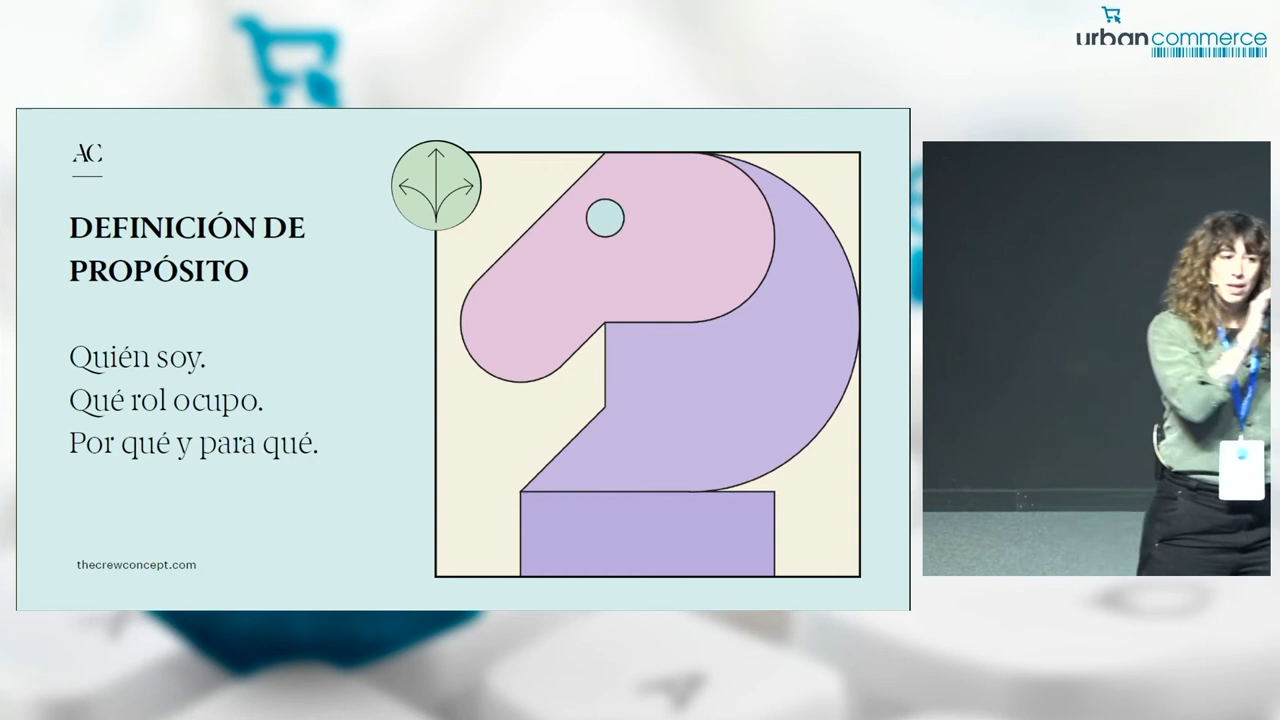 urbancommerce
AC
DEFINICIÓN DE
PROPÓSITO
Quién soy.
Qué rol ocupo.
Por qué y para qué.
thecrewconcept.com